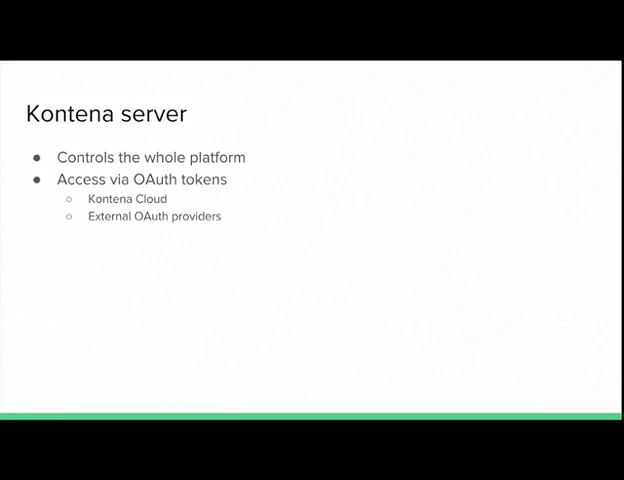 Kontena server
● Controls the whole platform
● Access via OAuth tokens
○ Kontena Cloud
○ External OAuth providers